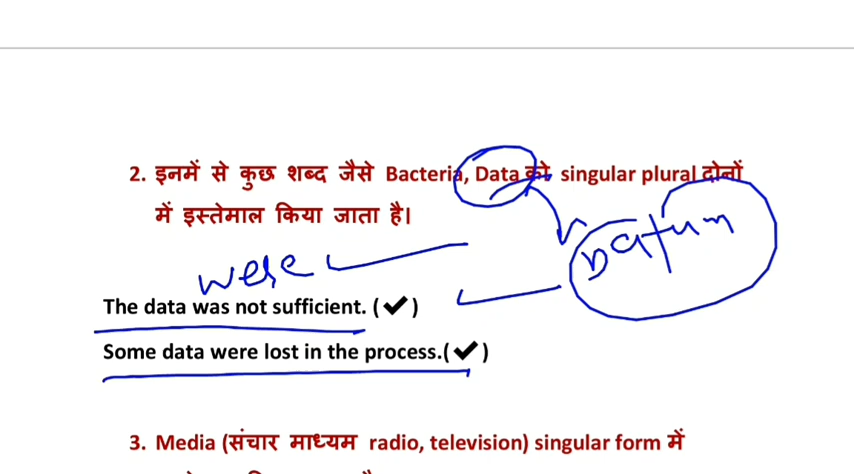 2. इनमें से कुछ शब्द जैसे Bacteria, Data को singular plural दोनों
में इस्तेमाल किया जाता है।
Datum
were
The data was not sufficient. (✔)
Some data were lost in the process.(✔)
3. Media (संचार माध्यम radio, television) singular form में